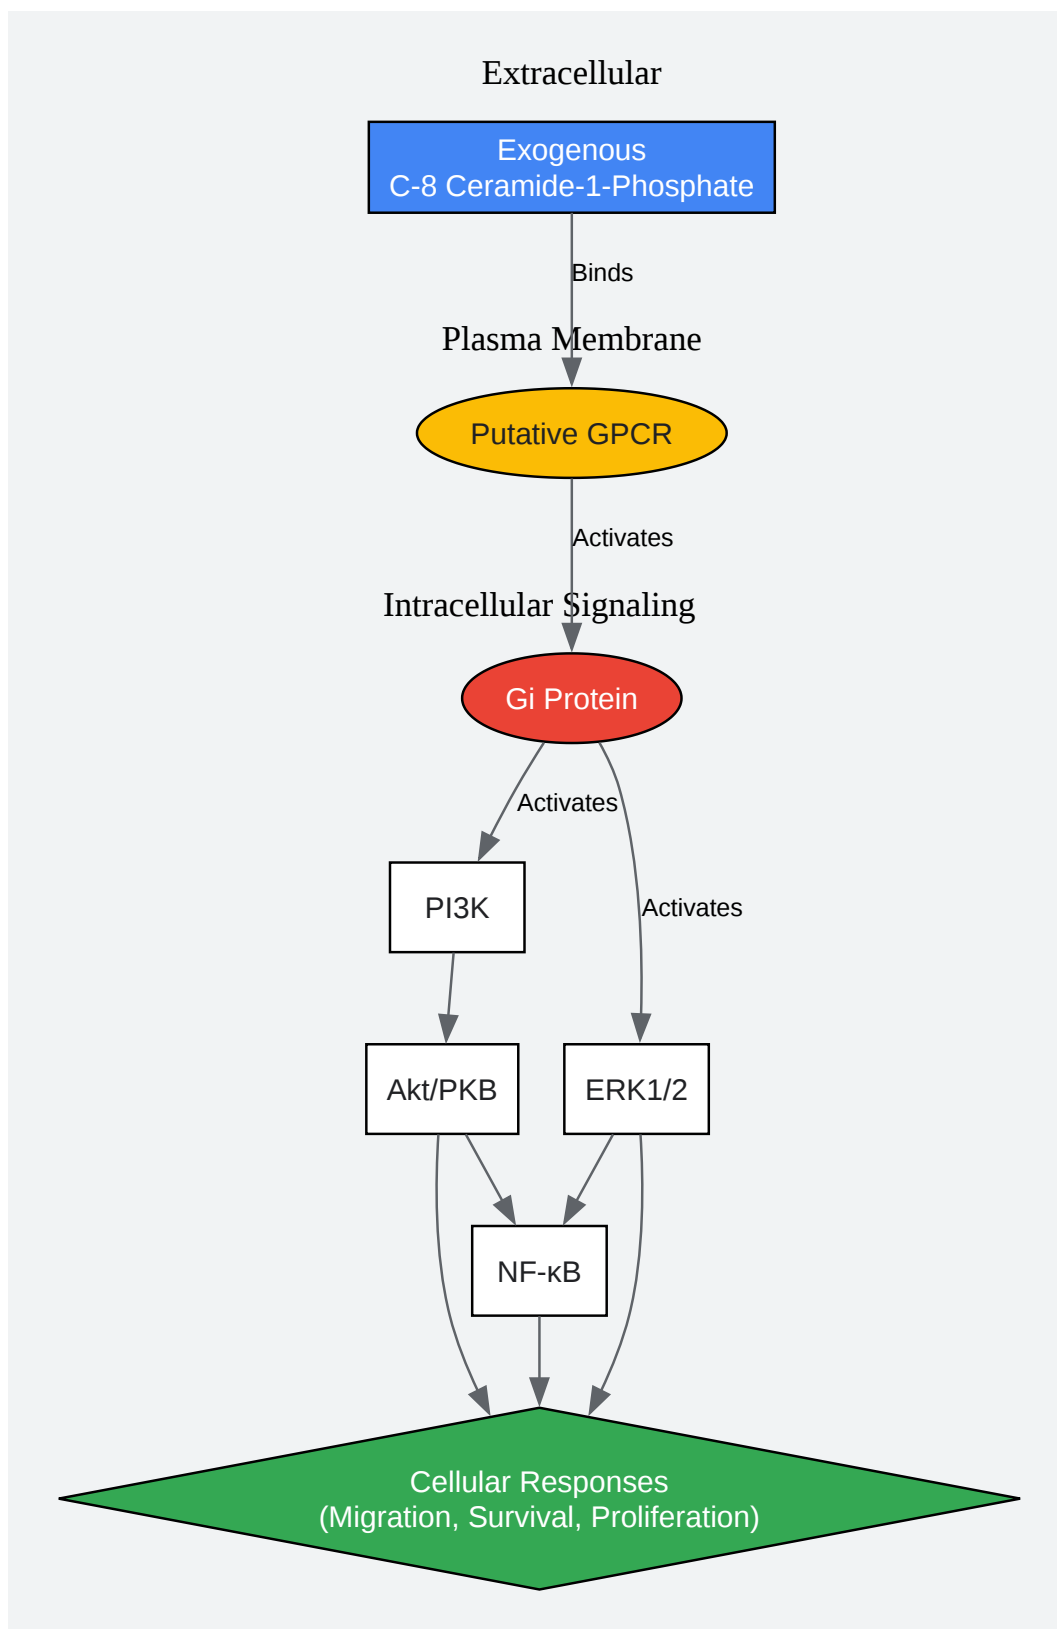 Extracellular
Exogenous
C-8 Ceramide-1-Phosphate
Binds
Plasma Membrane
Putative GPCR
Activates
Intracellular Signaling
Gi Protein
Activates
PI3K
Activates
Akt/PKB
ERK1/2
NF-κB
Cellular Responses
(Migration, Survival, Proliferation)